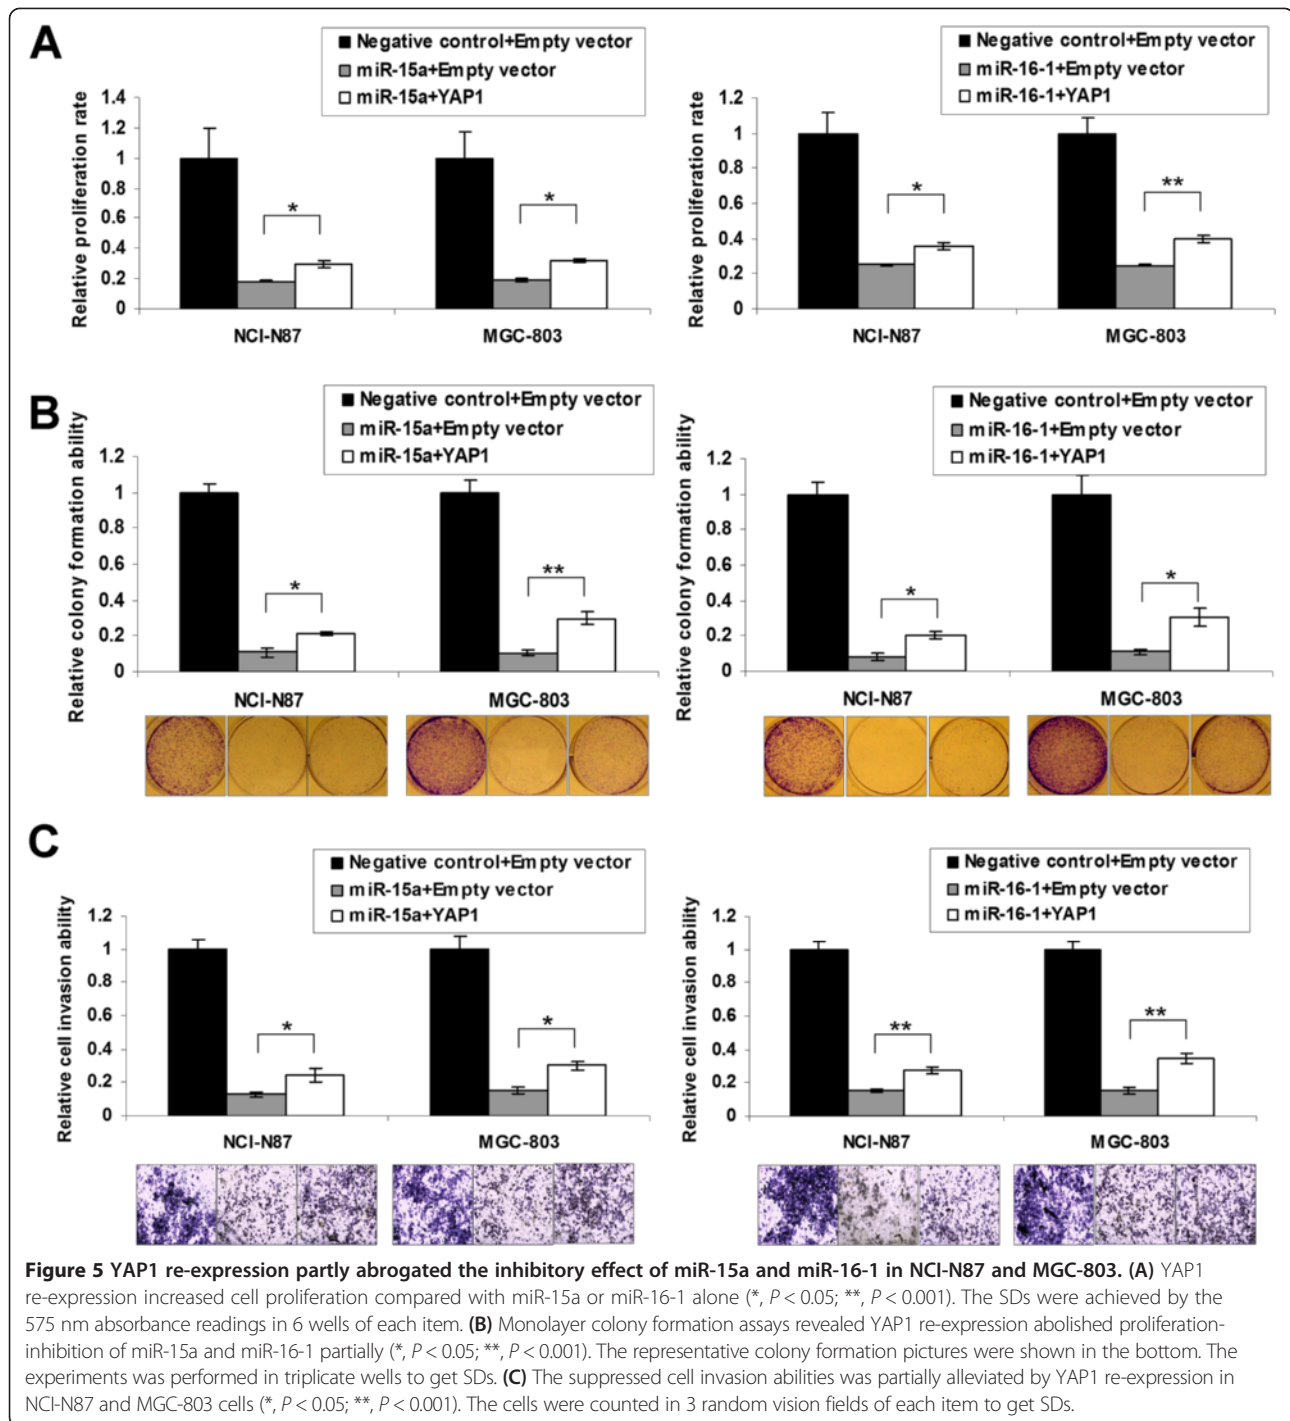 A
Negative control+Empty vector
miR-15a+Empty vector
miR-15a+YAP1
Relative proliferation rate
1.4
1.2
1
0.8
0.6
0.4
0.2
0
*
*
NCI-N87
MGC-803
Negative control+Empty vector
miR-16-1+Empty vector
miR-16-1+YAP1
Relative proliferation rate
1.2
1
0.8
0.6
0.4
0.2
0
*
**
NCI-N87
MGC-803
B
Negative control+Empty vector
miR-15a+Empty vector
miR-15a+YAP1
Relative colony formation ability
1.2
1
0.8
0.6
0.4
0.2
0
*
**
NCI-N87
MGC-803
Negative control+Empty vector
miR-16-1+Empty vector
miR-16-1+YAP1
Relative colony formation ability
1.2
1
0.8
0.6
0.4
0.2
0
*
*
NCI-N87
MGC-803
C
Negative control+Empty vector
miR-15a+Empty vector
miR-15a+YAP1
Relative cell invasion ability
1.2
1
0.8
0.6
0.4
0.2
0
*
*
NCI-N87
MGC-803
Negative control+Empty vector
miR-16-1+Empty vector
miR-16-1+YAP1
Relative cell invasion ability
1.2
1
0.8
0.6
0.4
0.2
0
**
**
NCI-N87
MGC-803
Figure 5 YAP1 re-expression partly abrogated the inhibitory effect of miR-15a and miR-16-1 in NCI-N87 and MGC-803. (A) YAP1
re-expression increased cell proliferation compared with miR-15a or miR-16-1 alone (*, P < 0.05; **, P < 0.001). The SDs were achieved by the
575 nm absorbance readings in 6 wells of each item. (B) Monolayer colony formation assays revealed YAP1 re-expression abolished proliferation-
inhibition of miR-15a and miR-16-1 partially (*, P < 0.05; **, P < 0.001). The representative colony formation pictures were shown in the bottom. The
experiments was performed in triplicate wells to get SDs. (C) The suppressed cell invasion abilities was partially alleviated by YAP1 re-expression in
NCI-N87 and MGC-803 cells (*, P < 0.05; **, P < 0.001). The cells were counted in 3 random vision fields of each item to get SDs.